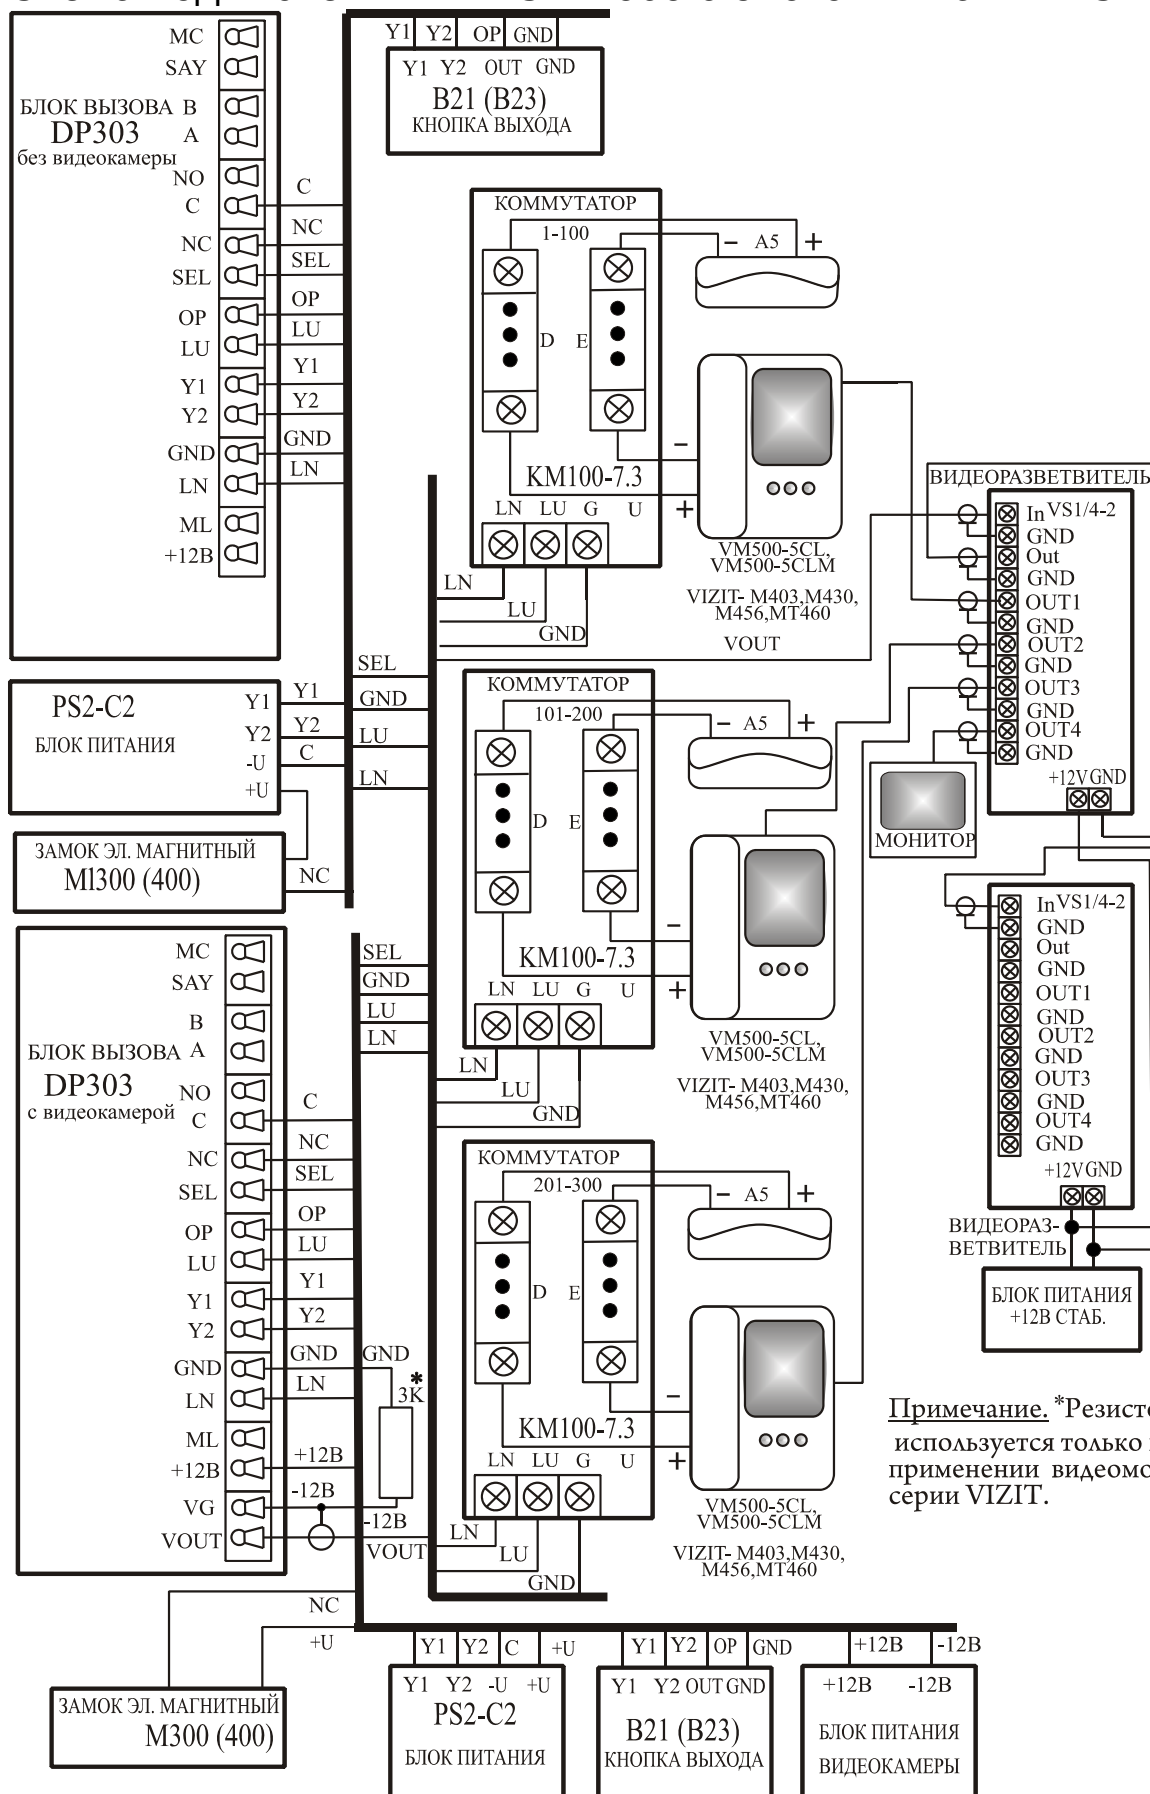 MC
SAY
БЛОК ВЫЗОВА B
DP303 A
без видеокамеры
NO
C
NC
SEL
OP
LU
Y1
Y2
GND
LN
ML
+12В
C
NC
SEL
OP
LU
Y1
Y2
GND
LN
Y1 Y2 OP GND
Y1 Y2 OUT GND
B21 (B23)
КНОПКА ВЫХОДА
КОММУТАТОР
1-100
− A5 +
D E
−
KM100-7.3
LN LU G U +
VM500-5CL,
VM500-5CLM
VIZIT- M403,M430,
M456,MT460
LN
LU
GND
VOUT
ВИДЕОРАЗВЕТВИТЕЛЬ
In VS1/4-2
GND
Out
GND
OUT1
GND
OUT2
GND
OUT3
GND
OUT4
GND
+12V GND
МОНИТОР
SEL
GND
LU
LN
PS2-C2
БЛОК ПИТАНИЯ
Y1
Y2
-U
+U
Y1
Y2
C
ЗАМОК ЭЛ. МАГНИТНЫЙ
Ml300 (400)
NC
КОММУТАТОР
101-200
− A5 +
D E
−
KM100-7.3
LN LU G U +
VM500-5CL,
VM500-5CLM
VIZIT- M403,M430,
M456,MT460
LN
LU
GND
In VS1/4-2
GND
Out
GND
OUT1
GND
OUT2
GND
OUT3
GND
OUT4
GND
+12V GND
ВИДЕОРАЗ-
ВЕТВИТЕЛЬ
БЛОК ПИТАНИЯ
+12В СТАБ.
MC
SAY
B
БЛОК ВЫЗОВА A
DP303
с видеокамерой
NO
C
NC
SEL
OP
LU
Y1
Y2
GND
LN
ML
+12В
VG
VOUT
C
NC
SEL
OP
LU
Y1
Y2
GND
LN
+12В
-12В
SEL
GND
LU
LN
GND
*
3K
-12В
VOUT
КОММУТАТОР
201-300
− A5 +
D E
−
KM100-7.3
LN LU G U +
VM500-5CL,
VM500-5CLM
VIZIT- M403,M430,
M456,MT460
LN
LU
GND
Примечание. *Резист
используется только
применении видеомо
серии VIZIT.
NC
+U
ЗАМОК ЭЛ. МАГНИТНЫЙ
M300 (400)
Y1 Y2 C +U
Y1 Y2 -U +U
PS2-C2
БЛОК ПИТАНИЯ
Y1 Y2 OP GND
Y1 Y2 OUT GND
B21 (B23)
КНОПКА ВЫХОДА
+12В -12В
+12В -12В
БЛОК ПИТАНИЯ
ВИДЕОКАМЕРЫ